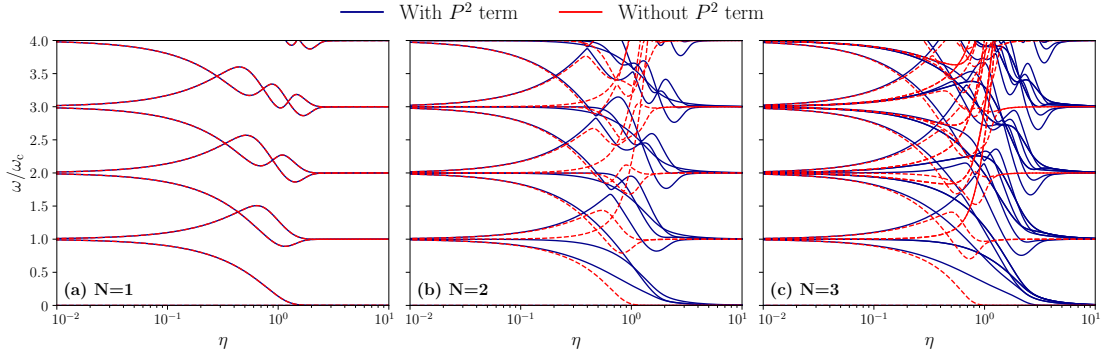 With P² term Without P² term
4.0
3.5
3.0
2.5
2.0
1.5
1.0
0.5
0
ω/ω_c
(a) N=1 (b) N=2 (c) N=3
10⁻² 10⁻¹ 10⁰ 10¹ 10⁻² 10⁻¹ 10⁰ 10¹ 10⁻² 10⁻¹ 10⁰ 10¹
η η η